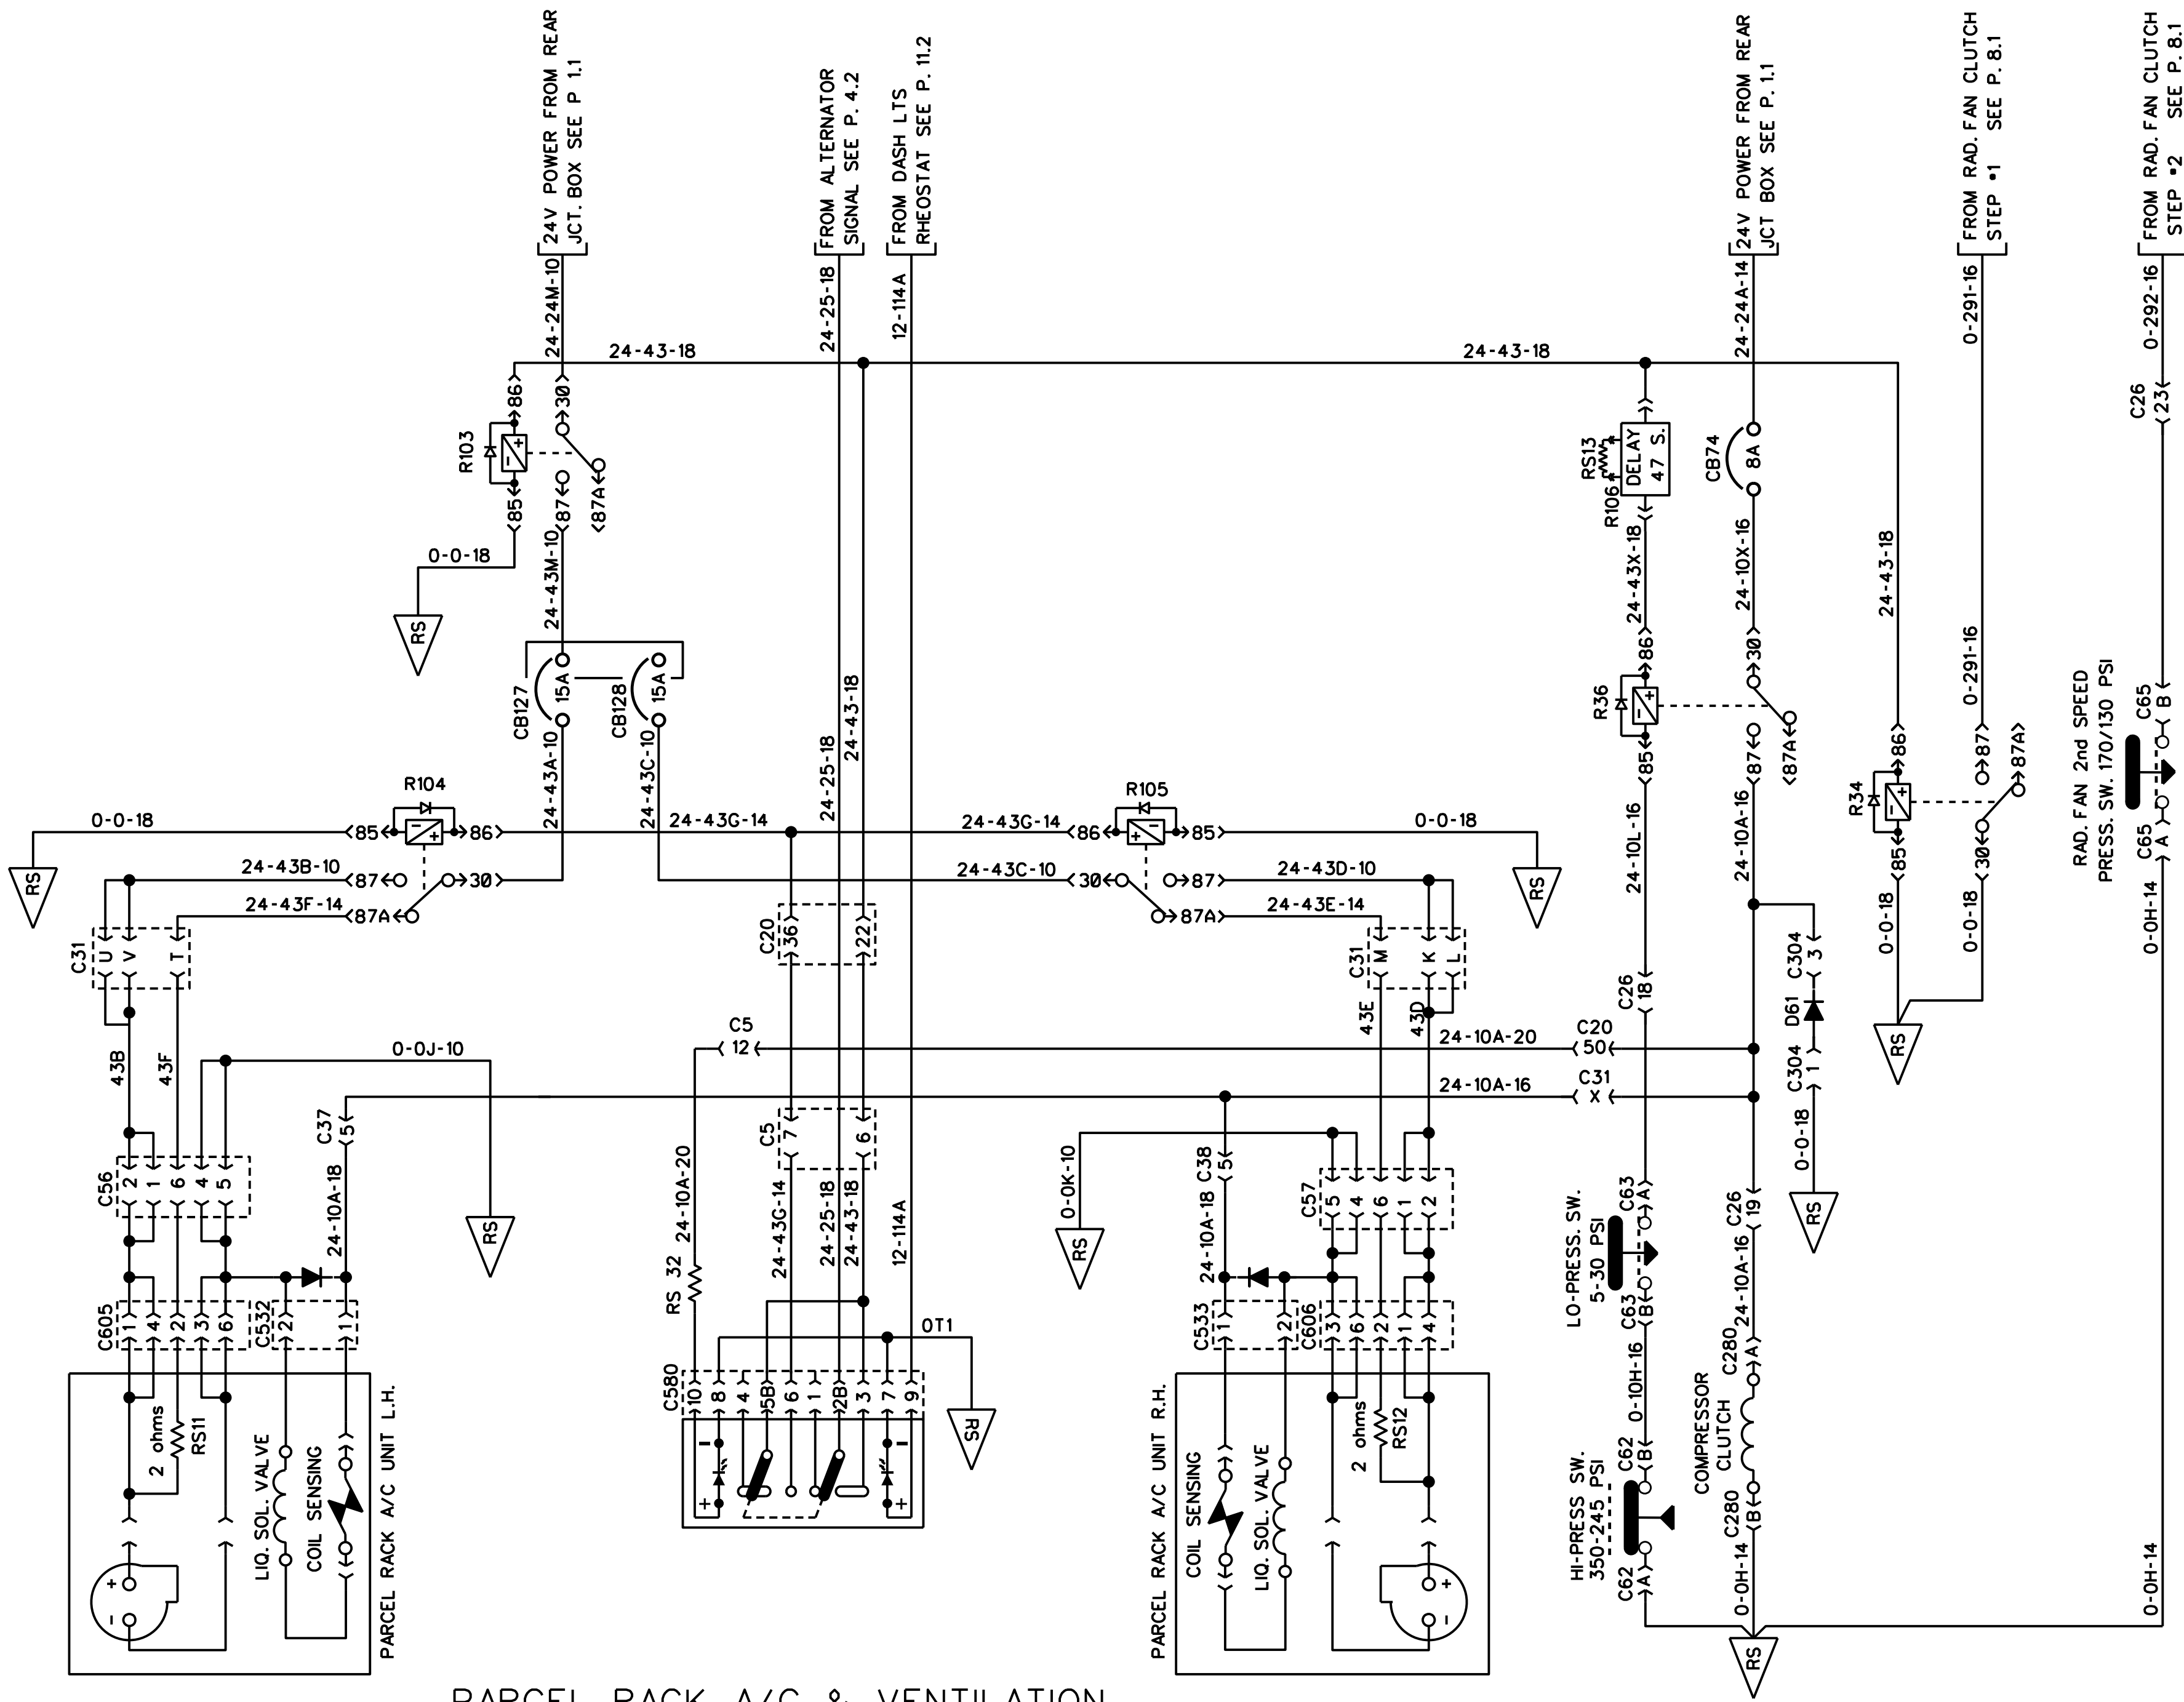 24V POWER FROM REAR
JCT. BOX SEE P 1.1
FROM ALTERNATOR
SIGNAL SEE P. 4.2
FROM DASH LTS
RHEOSTAT SEE P. 11.2
24V POWER FROM REAR
JCT BOX SEE P. 1.1
FROM RAD. FAN CLUTCH
STEP •1 SEE P. 8.1
FROM RAD. FAN CLUTCH
STEP •2 SEE P. 8.1
24-24M-10
24-25-18
12-114A
24-24A-14
0-291-16
0-292-16
24-43-18
24-43-18
86
30
R103
85
87
87A
0-0-18
RS
24-43M-10
RS13
DELAY
47 S.
R106
CB74
8A
C26
23
24-43X-18
24-10X-16
24-43-18
CB127
15A
CB128
15A
24-43-18
24-25-18
86
30
R36
85
87
87A
0-291-16
RAD. FAN 2nd SPEED
PRESS. SW. 170/130 PSI
C65
B
C65
A
24-43A-10
24-43C-10
R104
0-0-18
85
86
24-43G-14
24-43G-14
R105
86
85
0-0-18
24-43B-10
87
30
24-43C-10
30
87
24-43D-10
24-43F-14
87A
87A
24-43E-14
RS
RS
24-10L-16
24-10A-16
R34
86
87
87A
85
30
0-0-18
0-0-18
0-0H-14
C31
U
V
T
C20
36
22
C31
M
K
L
C26
18
C304
3
D61
C304
1
RS
43B
43F
0-0J-10
C5
12
24-10A-20
C20
50
43E
43D
24-10A-16
C31
X
0-0-18
RS
C37
5
C5
7
6
C38
5
0-0K-10
C56
2
1
6
4
5
24-10A-18
RS
24-10A-20
24-43G-14
24-25-18
24-43-18
12-114A
RS
24-10A-18
C57
5
4
6
1
2
LO-PRESS. SW.
5-30 PSI
C63
A
C63
B
C26
19
24-10A-16
RS 32
C605
1
4
2
3
6
C532
2
1
OT1
C533
1
2
C606
3
6
2
1
4
0-10H-16
C280
A
C580
10
8
4
5B
6
1
2B
3
7
9
RS
2 ohms
RS11
LIQ. SOL. VALVE
COIL SENSING
PARCEL RACK A/C UNIT L.H.
+
-
-
+
-
+
PARCEL RACK A/C UNIT R.H.
COIL SENSING
LIQ. SOL. VALVE
2 ohms
RS12
+
-
HI-PRESS SW.
350-245 PSI
C62
B
C62
A
COMPRESSOR
CLUTCH
C280
B
0-0H-14
0-0H-14
RS
PARCEL RACK A/C & VENTILATION